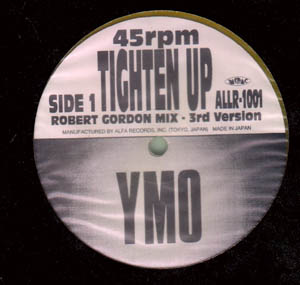 45rpm
TIGHTEN UP
SIDE 1
ALLR-1001
ROBERT GORDON MIX - 3rd Version
MANUFACTURED BY ALFA RECORDS, INC. (TOKYO, JAPAN) MADE IN JAPAN
YMO